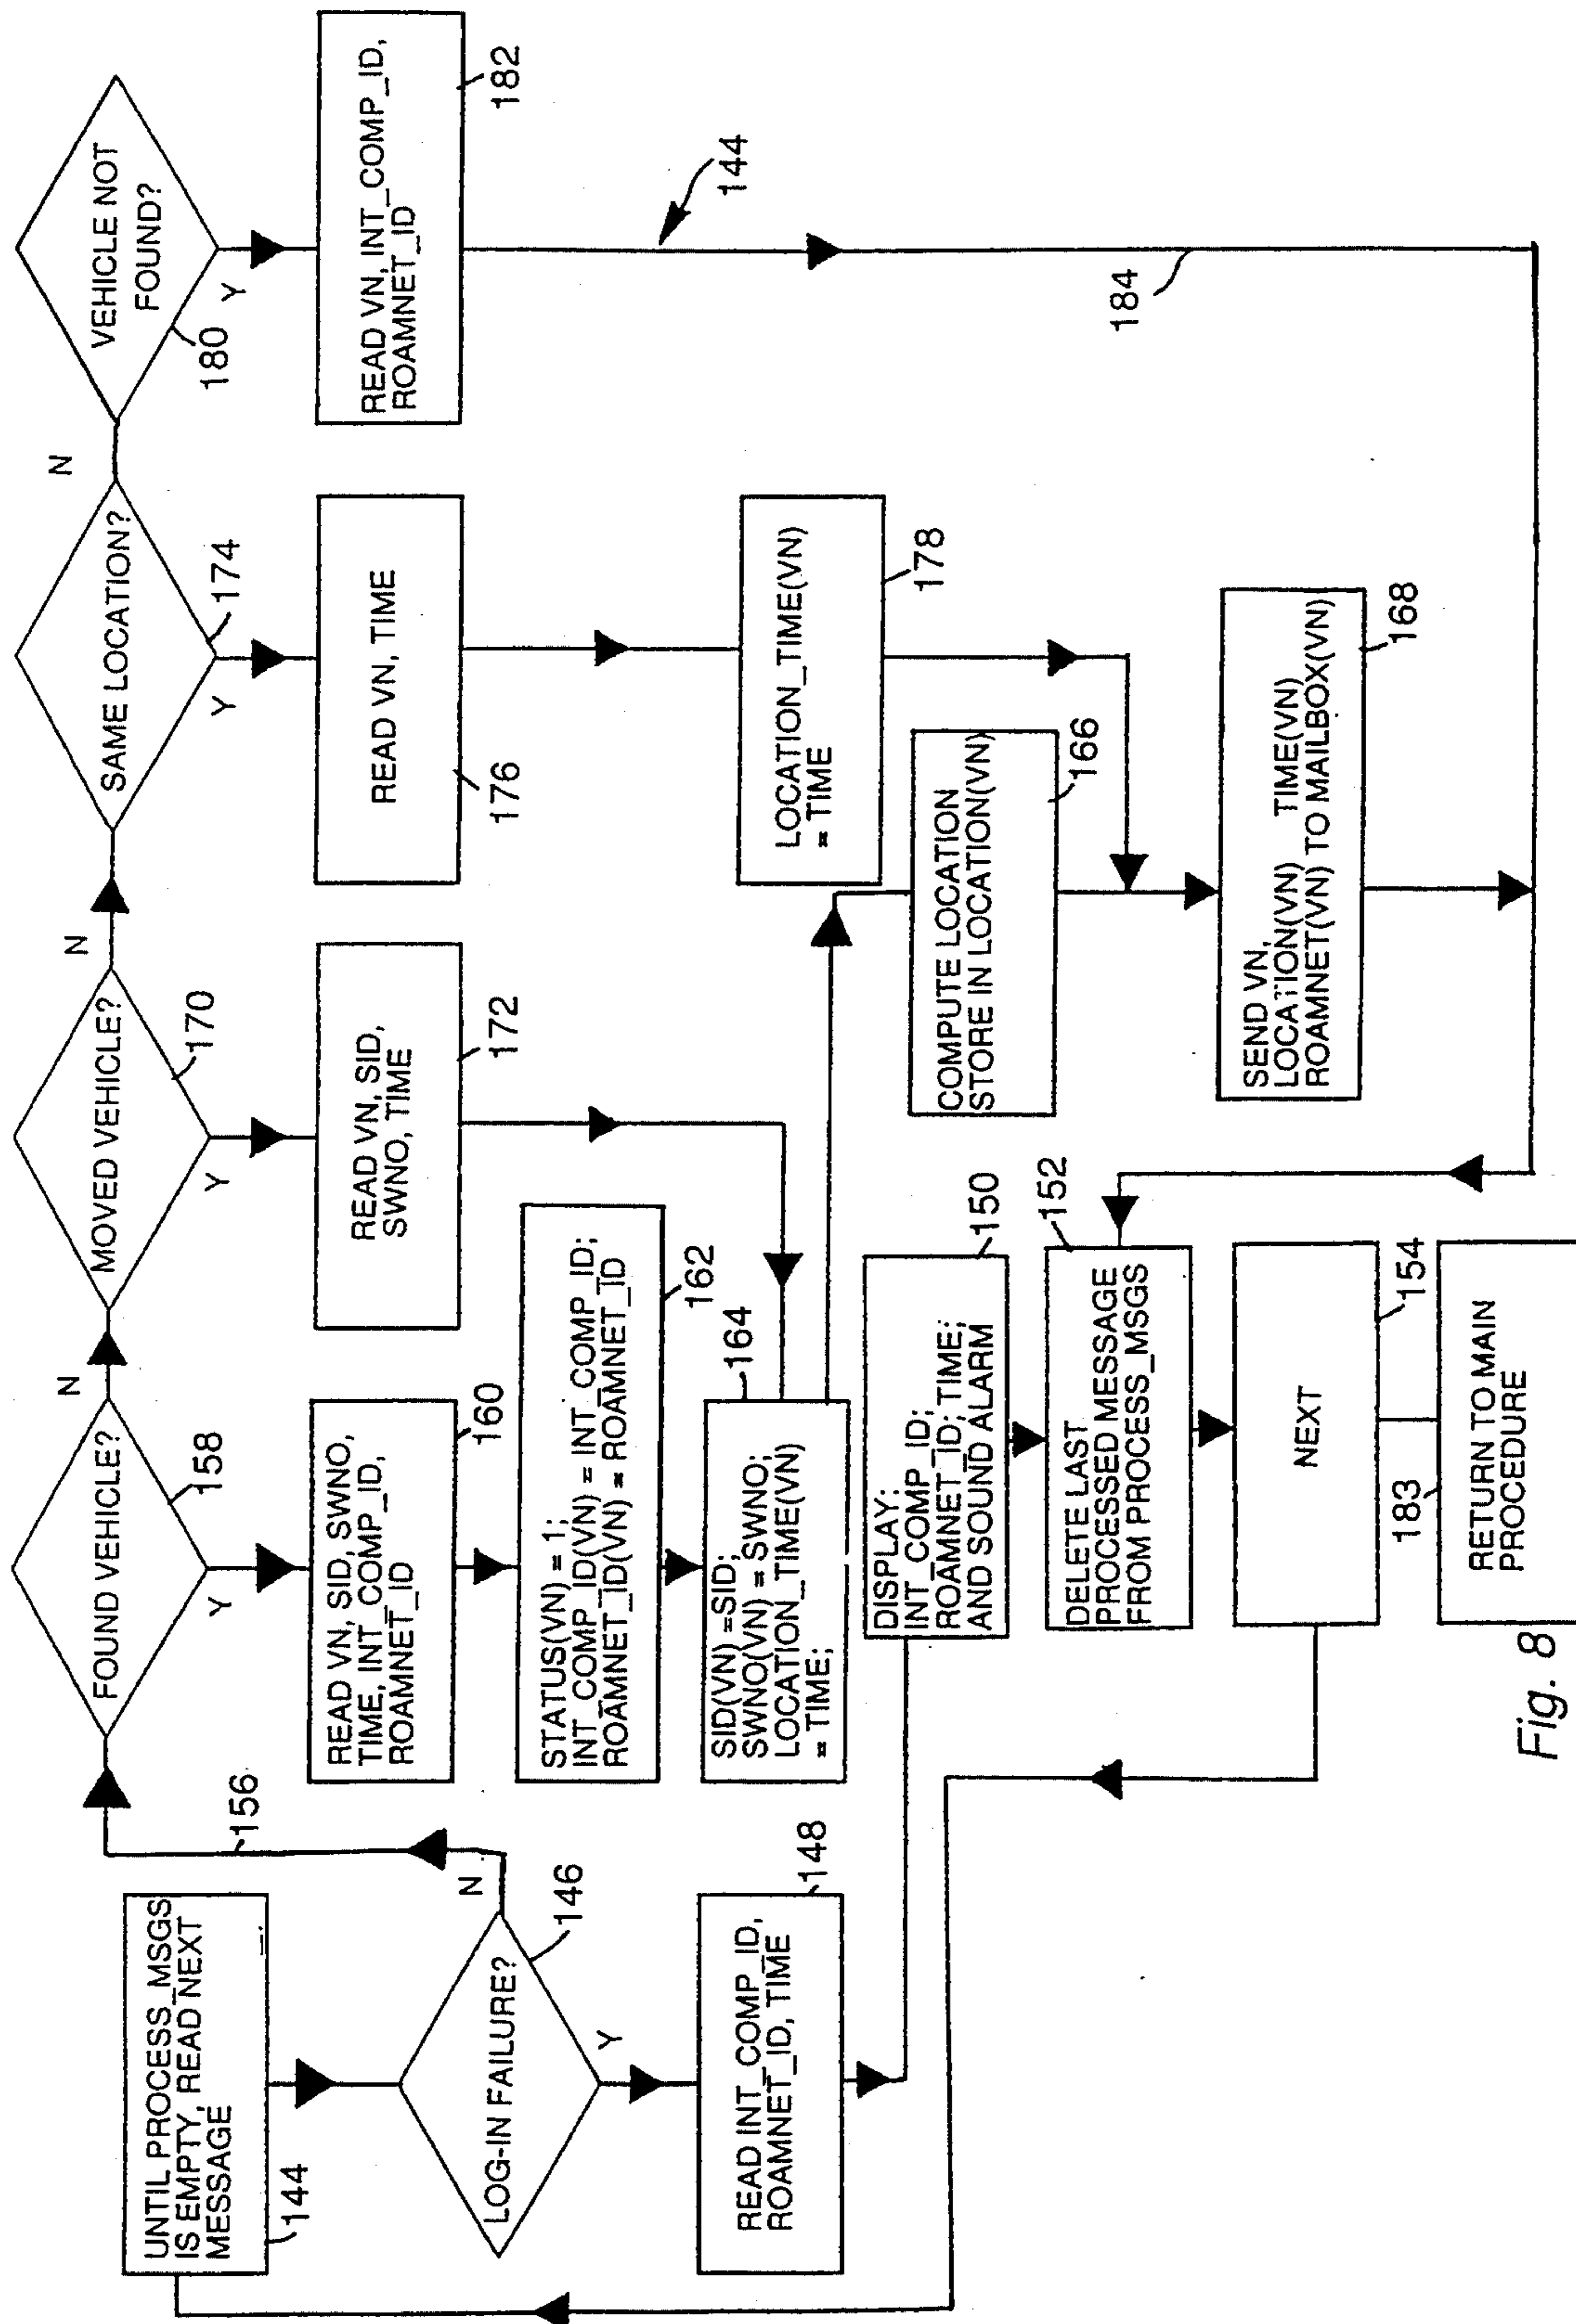 UNTIL PROCESS_MSGS
IS EMPTY, READ NEXT
MESSAGE
144
LOG-IN FAILURE?
146
N
Y
READ INT_COMP_ID,
ROAMNET_ID, TIME
148
156
FOUND VEHICLE?
158
N
Y
READ VN, SID, SWNO,
TIME, INT_COMP_ID,
ROAMNET_ID
160
STATUS(VN) = 1;
INT_COMP_ID(VN) = INT_COMP_ID;
ROAMNET_ID(VN) = ROAMNET_ID
162
SID(VN) =SID;
SWNO(VN) = SWNO;
LOCATION_TIME(VN)
= TIME;
164
DISPLAY:
INT_COMP_ID;
ROAMNET_ID; TIME;
AND SOUND ALARM
150
DELETE LAST
PROCESSED MESSAGE
FROM PROCESS_MSGS
152
NEXT
154
183
RETURN TO MAIN
PROCEDURE
MOVED VEHICLE?
170
N
Y
READ VN, SID,
SWNO, TIME
172
SAME LOCATION?
174
N
Y
READ VN, TIME
176
LOCATION_TIME(VN)
= TIME
178
COMPUTE LOCATION
STORE IN LOCATION(VN)
166
SEND VN,
LOCATION(VN) TIME(VN)
ROAMNET(VN) TO MAILBOX(VN)
168
VEHICLE NOT
FOUND?
180
Y
READ VN, INT_COMP_ID,
ROAMNET_ID
182
144
184
Fig. 8